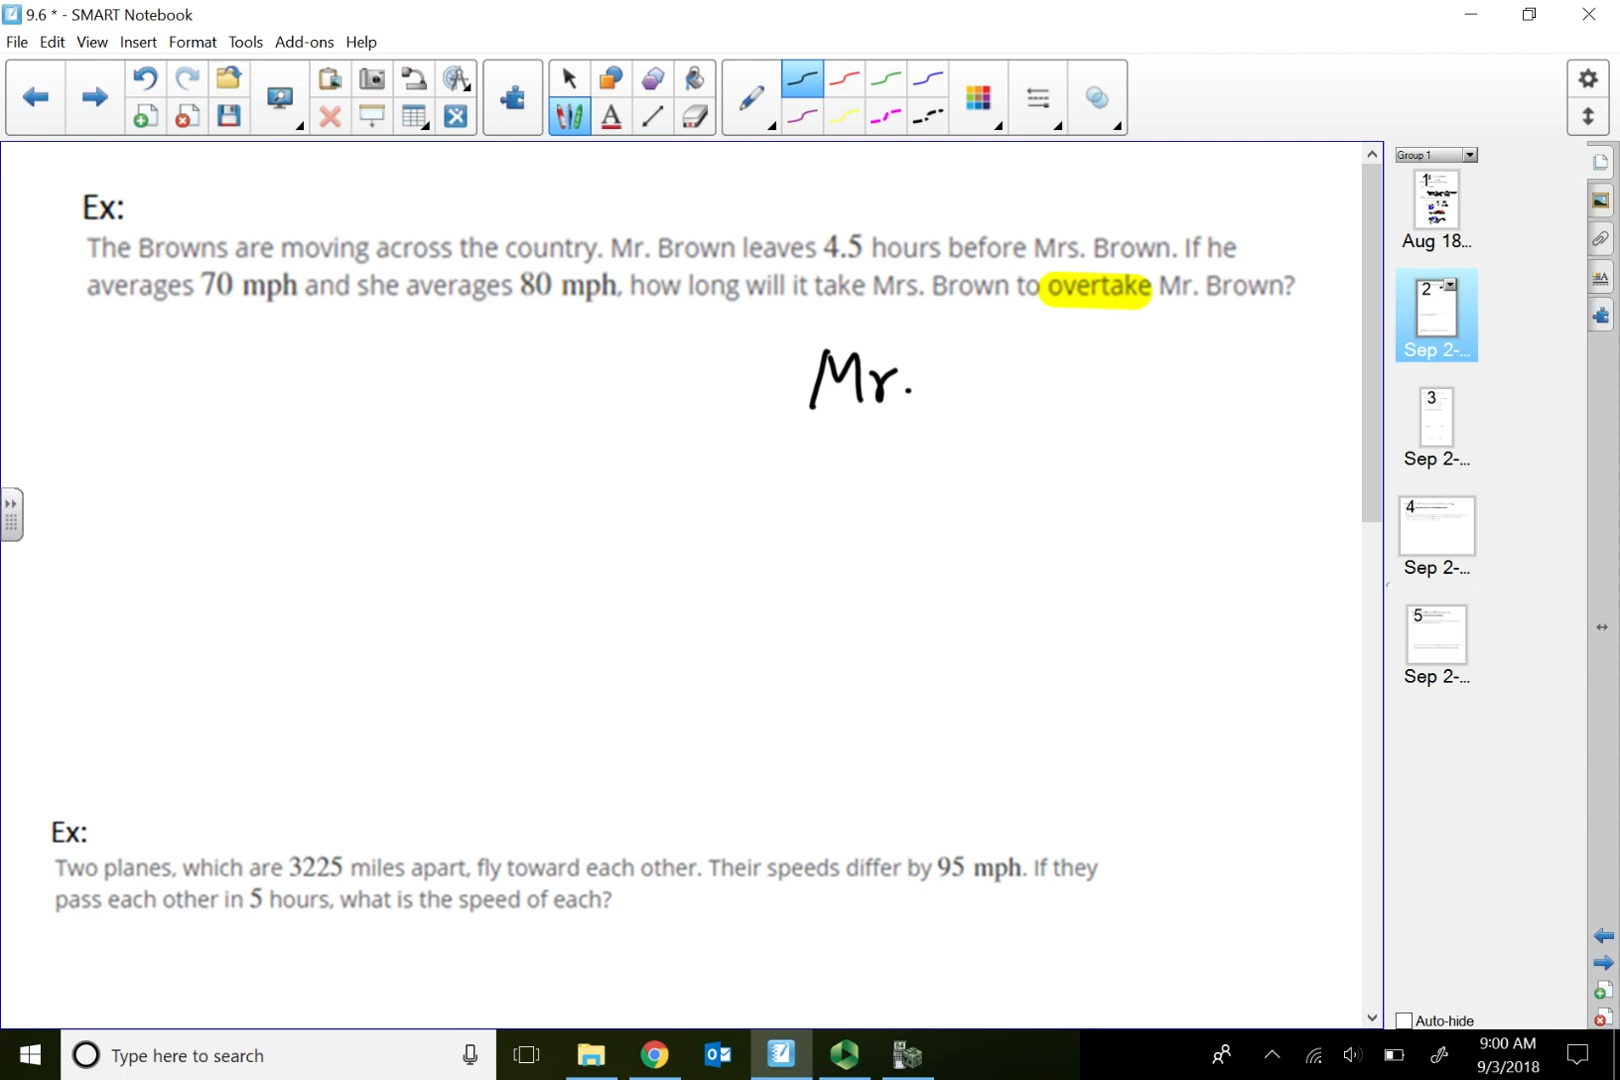 9.6 * - SMART Notebook
File Edit View Insert Format Tools Add-ons Help
Group 1
Ex:
The Browns are moving across the country. Mr. Brown leaves 4.5 hours before Mrs. Brown. If he
averages 70 mph and she averages 80 mph, how long will it take Mrs. Brown to overtake Mr. Brown?
Mr.
Ex:
Two planes, which are 3225 miles apart, fly toward each other. Their speeds differ by 95 mph. If they
pass each other in 5 hours, what is the speed of each?
1
Aug 18...
2
Sep 2-...
3
Sep 2-...
4
Sep 2-...
5
Sep 2-...
Auto-hide
Type here to search
9:00 AM
9/3/2018